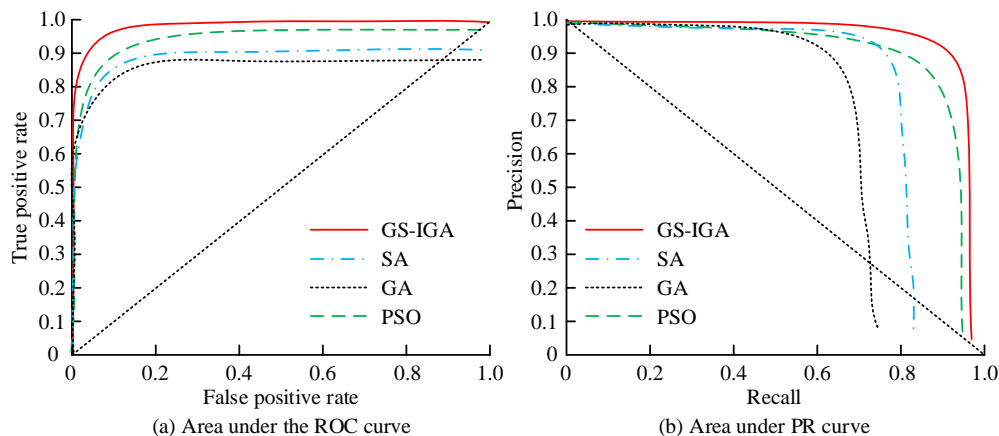 1.0
0.9
0.8
0.7
0.6
0.5
0.4
0.3
0.2
0.1
0
True positive rate
GS-IGA
SA
GA
PSO
0 0.2 0.4 0.6 0.8 1.0
False positive rate
(a) Area under the ROC curve
1.0
0.9
0.8
0.7
0.6
0.5
0.4
0.3
0.2
0.1
0
Precision
GS-IGA
SA
GA
PSO
0 0.2 0.4 0.6 0.8 1.0
Recall
(b) Area under PR curve